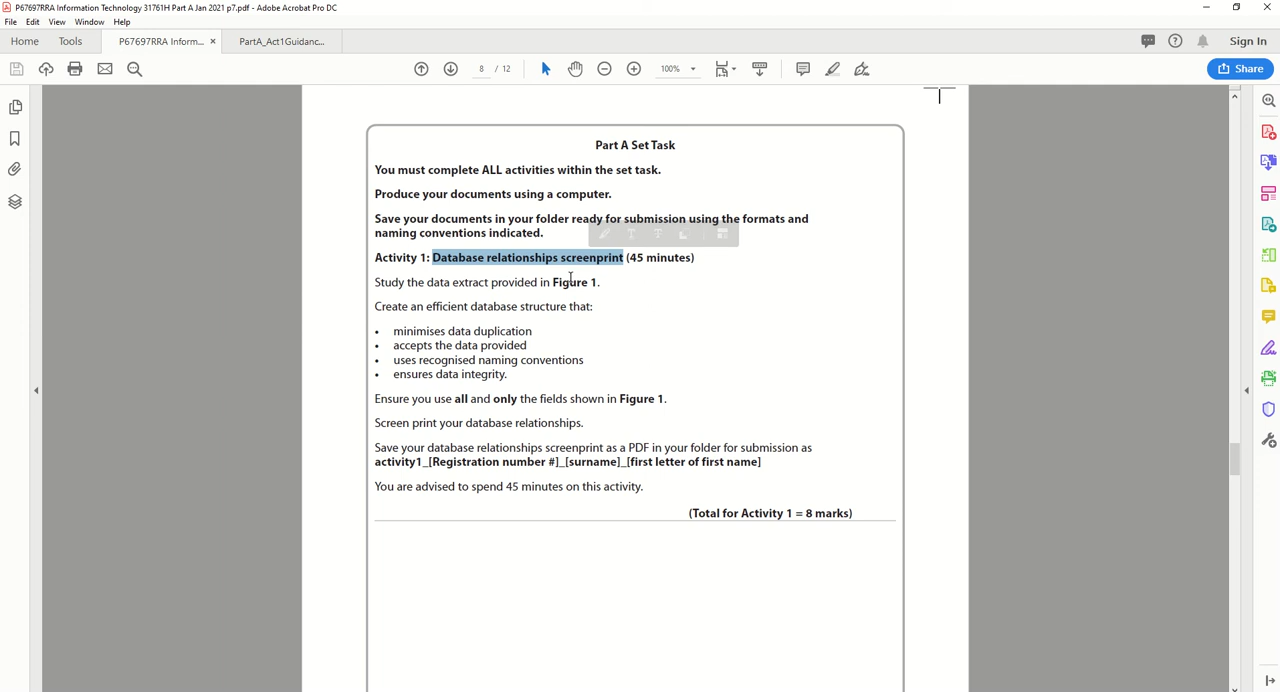 P67697RRA Information Technology 31761H Part A Jan 2021 p7.pdf - Adobe Acrobat Pro DC
File Edit View Window Help
Home Tools P67697RRA Inform... × PartA_Act1Guidanc... Sign In
8 / 12 100% Share
Part A Set Task
You must complete ALL activities within the set task.
Produce your documents using a computer.
Save your documents in your folder ready for submission using the formats and
naming conventions indicated.
Activity 1: Database relationships screenprint (45 minutes)
Study the data extract provided in Figure 1.
Create an efficient database structure that:
• minimises data duplication
• accepts the data provided
• uses recognised naming conventions
• ensures data integrity.
Ensure you use all and only the fields shown in Figure 1.
Screen print your database relationships.
Save your database relationships screenprint as a PDF in your folder for submission as
activity1_[Registration number #]_[surname]_[first letter of first name]
You are advised to spend 45 minutes on this activity.
(Total for Activity 1 = 8 marks)